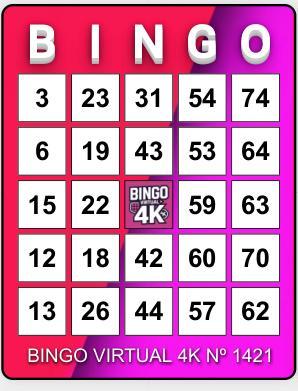 B I N G O
3 23 31 54 74
6 19 43 53 64
15 22 BINGO VIRTUAL 4K 59 63
12 18 42 60 70
13 26 44 57 62
BINGO VIRTUAL 4K Nº 1421